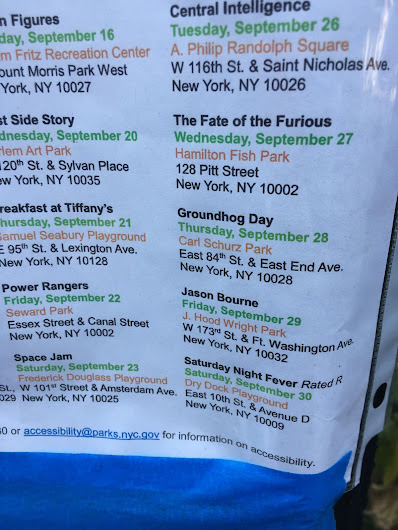 n Figures
day, September 16
m Fritz Recreation Center
ount Morris Park West
York, NY 10027
st Side Story
dnesday, September 20
rlem Art Park
120th St. & Sylvan Place
New York, NY 10035
reakfast at Tiffany's
Thursday, September 21
Samuel Seabury Playground
E 95th St. & Lexington Ave.
New York, NY 10128
Power Rangers
Friday, September 22
Seward Park
Essex Street & Canal Street
New York, NY 10002
Space Jam
Saturday, September 23
Frederick Douglass Playground
St., W 101st Street & Amsterdam Ave.
029 New York, NY 10025
Central Intelligence
Tuesday, September 26
A. Philip Randolph Square
W 116th St. & Saint Nicholas Ave.
New York, NY 10026
The Fate of the Furious
Wednesday, September 27
Hamilton Fish Park
128 Pitt Street
New York, NY 10002
Groundhog Day
Thursday, September 28
Carl Schurz Park
East 84th St. & East End Ave.
New York, NY 10028
Jason Bourne
Friday, September 29
J. Hood Wright Park
W 173rd St. & Ft. Washington Ave.
New York, NY 10032
Saturday Night Fever Rated R
Saturday, September 30
Dry Dock Playground
East 10th St. & Avenue D
New York, NY 10009
60 or accessibility@parks.nyc.gov for information on accessibility.